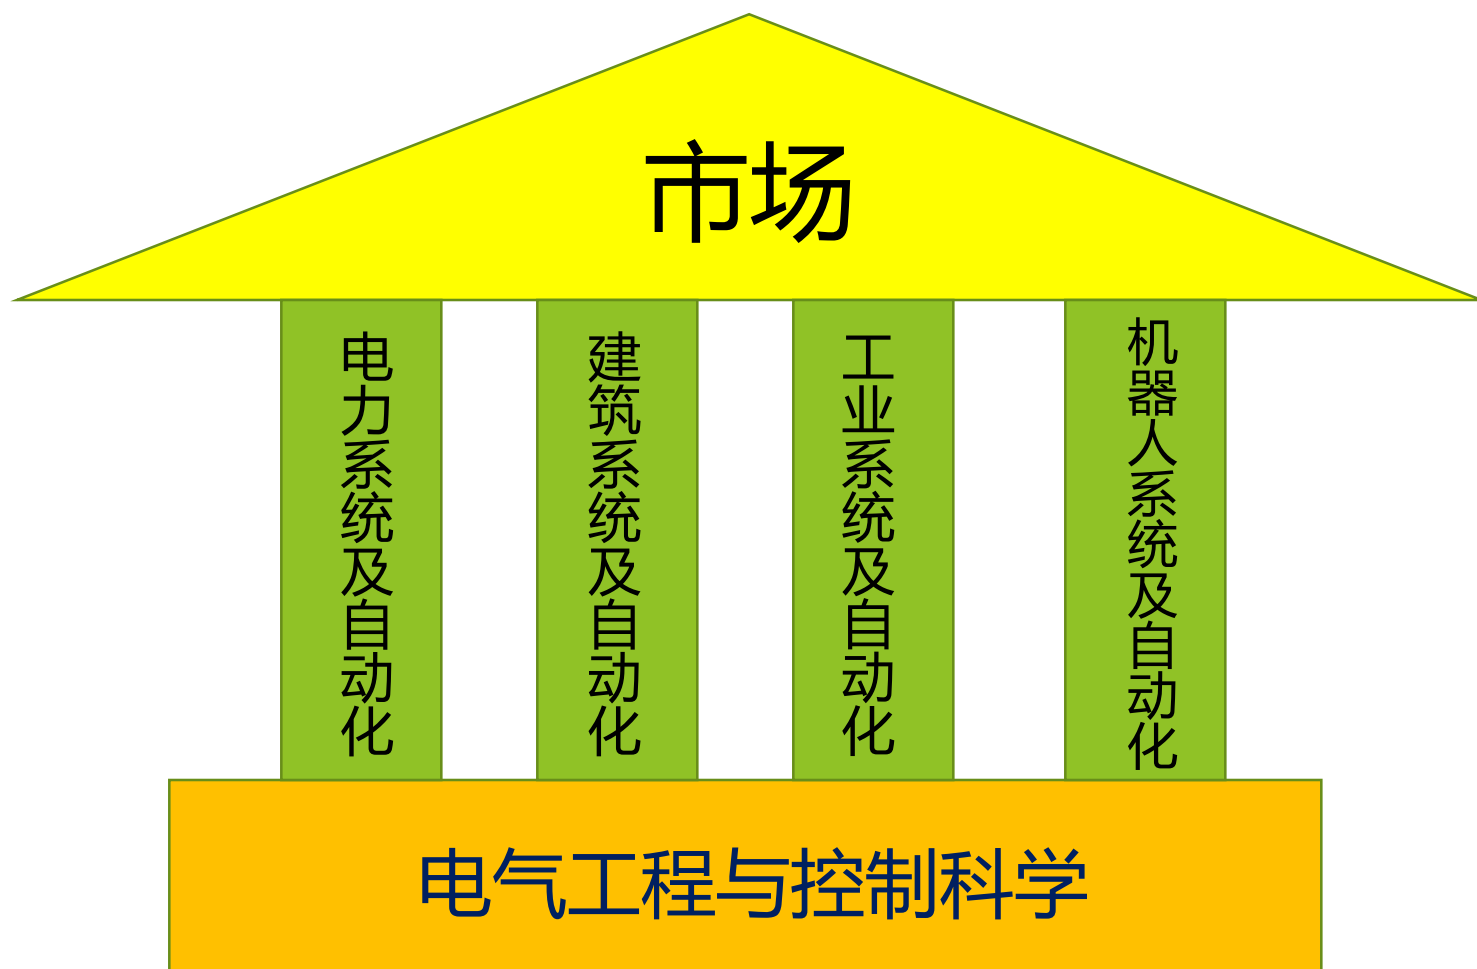 市场
电力系统及自动化
建筑系统及自动化
工业系统及自动化
机器人系统及自动化
电气工程与控制科学